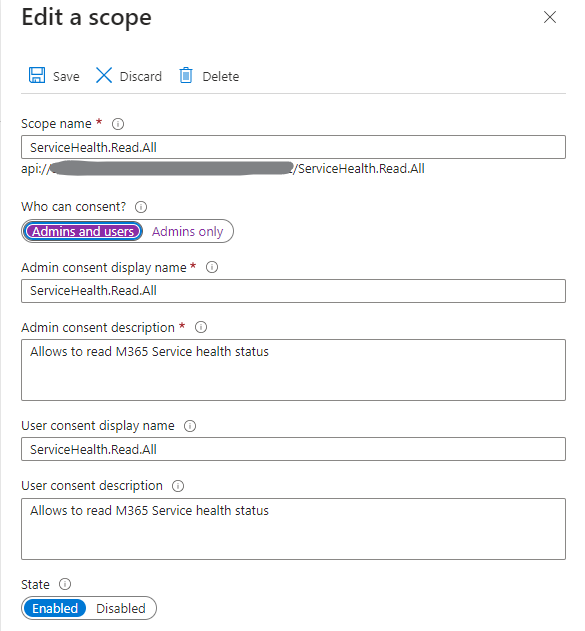 Edit a scope
Save Discard Delete
Scope name *
ServiceHealth.Read.All
api:// /ServiceHealth.Read.All
Who can consent?
Admins and users Admins only
Admin consent display name *
ServiceHealth.Read.All
Admin consent description *
Allows to read M365 Service health status
User consent display name
ServiceHealth.Read.All
User consent description
Allows to read M365 Service health status
State
Enabled Disabled